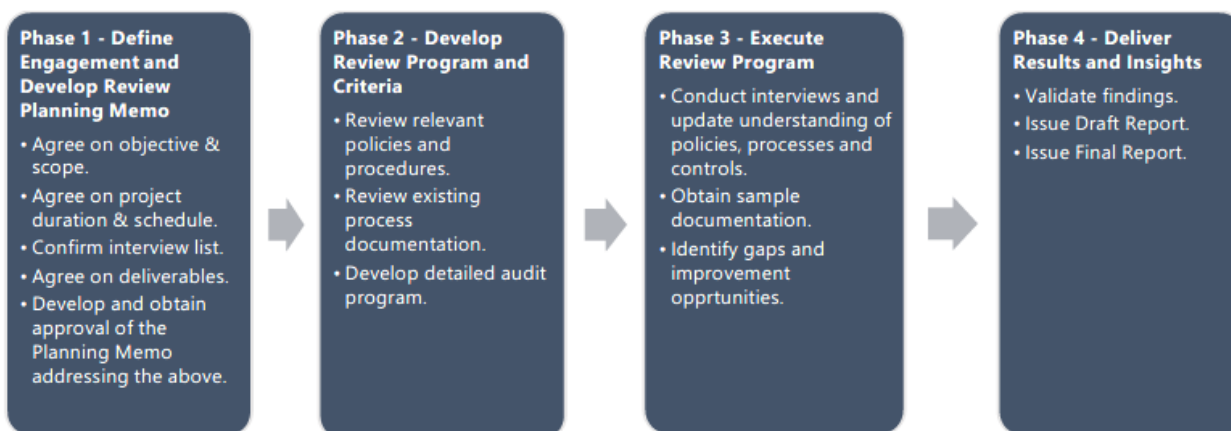 Phase 1 - Define
Engagement and
Develop Review
Planning Memo
• Agree on objective &
scope.
• Agree on project
duration & schedule.
• Confirm interview list.
• Agree on deliverables.
• Develop and obtain
approval of the
Planning Memo
addressing the above.
Phase 2 - Develop
Review Program and
Criteria
• Review relevant
policies and
procedures.
• Review existing
process
documentation.
• Develop detailed audit
program.
Phase 3 - Execute
Review Program
• Conduct interviews and
update understanding of
policies, processes and
controls.
• Obtain sample
documentation.
• Identify gaps and
improvement
opprtunities.
Phase 4 - Deliver
Results and Insights
• Validate findings.
• Issue Draft Report.
• Issue Final Report.